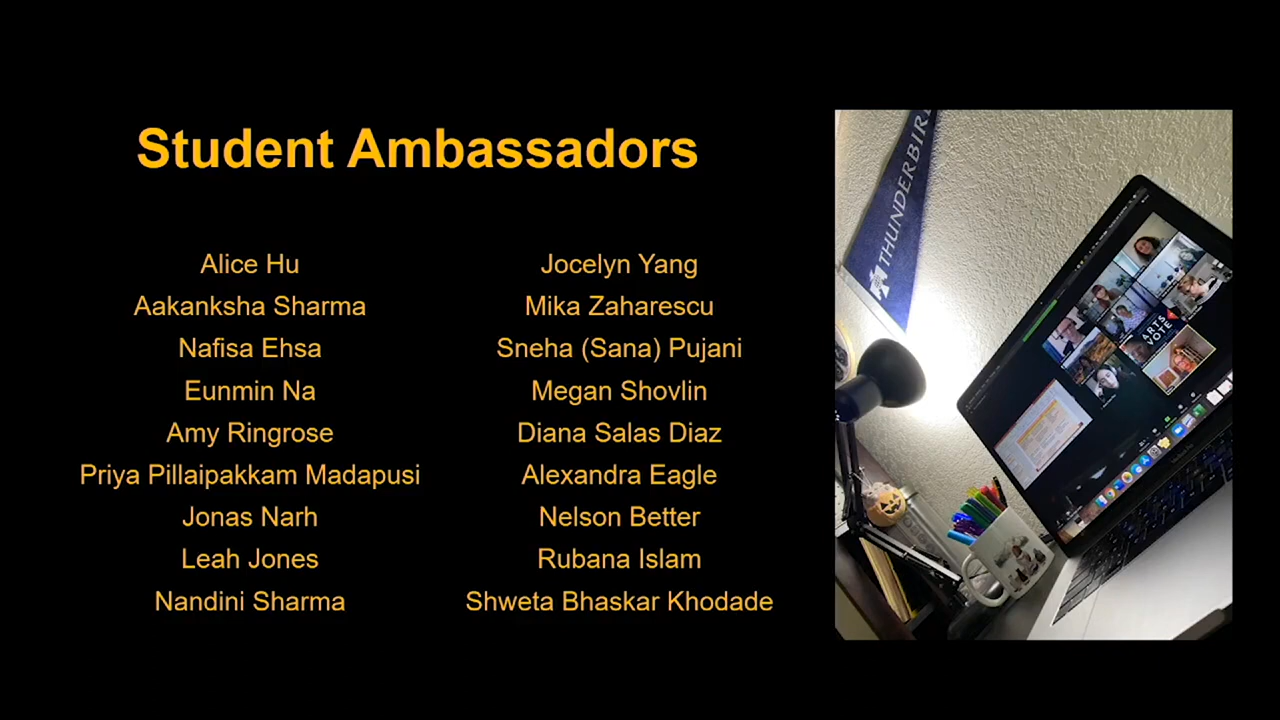 Student Ambassadors
Alice Hu
Aakanksha Sharma
Nafisa Ehsa
Eunmin Na
Amy Ringrose
Priya Pillaipakkam Madapusi
Jonas Narh
Leah Jones
Nandini Sharma
Jocelyn Yang
Mika Zaharescu
Sneha (Sana) Pujani
Megan Shovlin
Diana Salas Diaz
Alexandra Eagle
Nelson Better
Rubana Islam
Shweta Bhaskar Khodade
THUNDERBIR
ARTS
VOTE